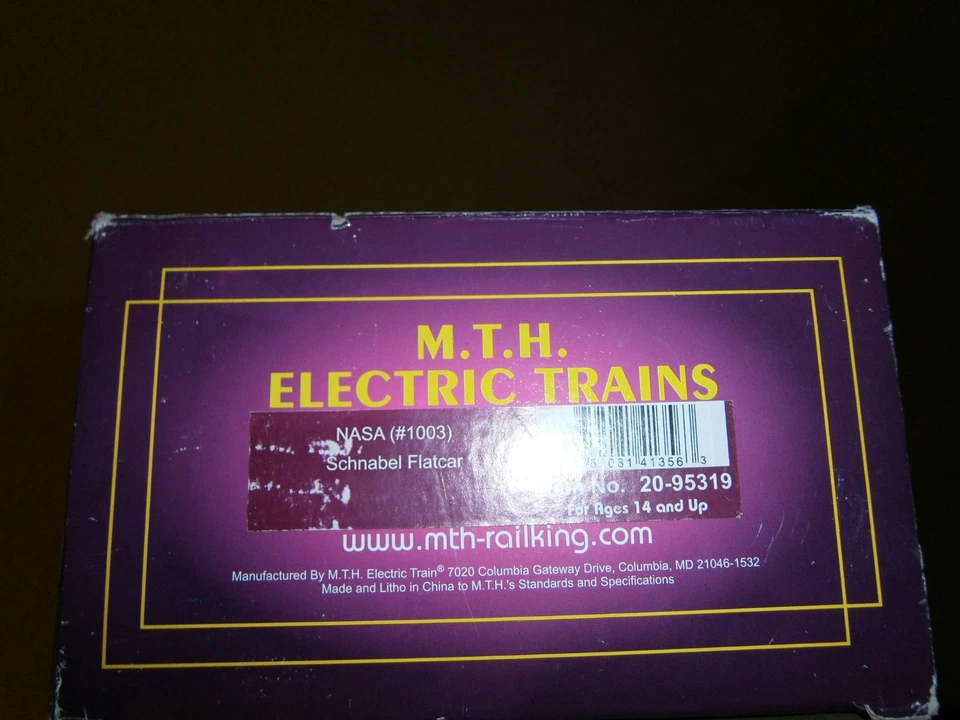 M.T.H.
ELECTRIC TRAINS
NASA (#1003)
Schnabel Flatcar
41356 3
No. 20-95319
For Ages 14 and Up
www.mth-railking.com
Manufactured By M.T.H. Electric Train® 7020 Columbia Gateway Drive, Columbia, MD 21046-1532
Made and Litho in China to M.T.H.'s Standards and Specifications